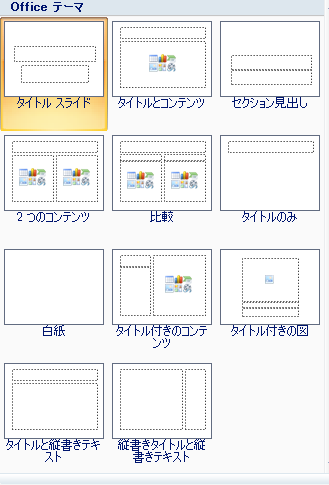 Office テーマ
タイトル スライド
タイトルとコンテンツ
セクション見出し
2 つのコンテンツ
比較
タイトルのみ
白紙
タイトル付きのコンテ
ンツ
タイトル付きの図
タイトルと縦書きテキ
スト
縦書きタイトルと縦
書きテキスト